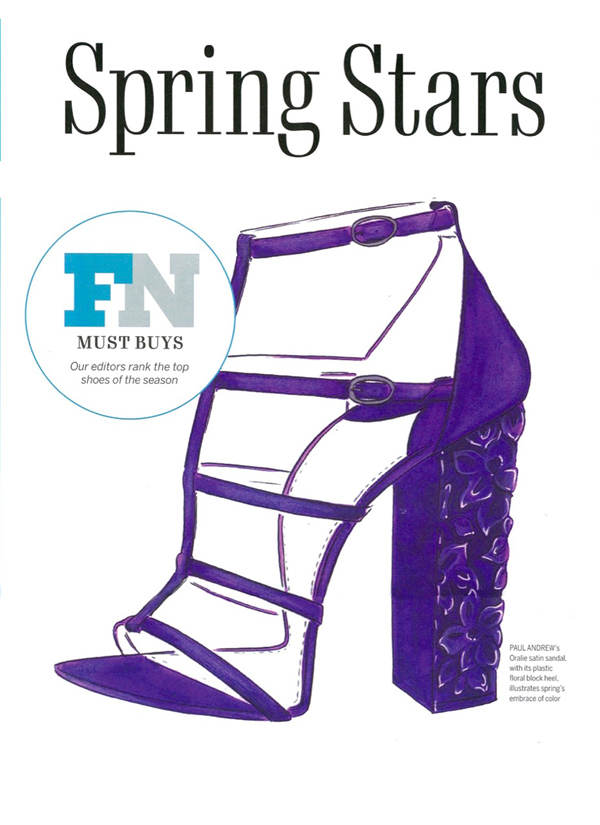 Spring Stars
FN
MUST BUYS
Our editors rank the top
shoes of the season
PAUL ANDREW's
Oralie satin sandal,
with its plastic
floral block heel,
illustrates spring's
embrace of color